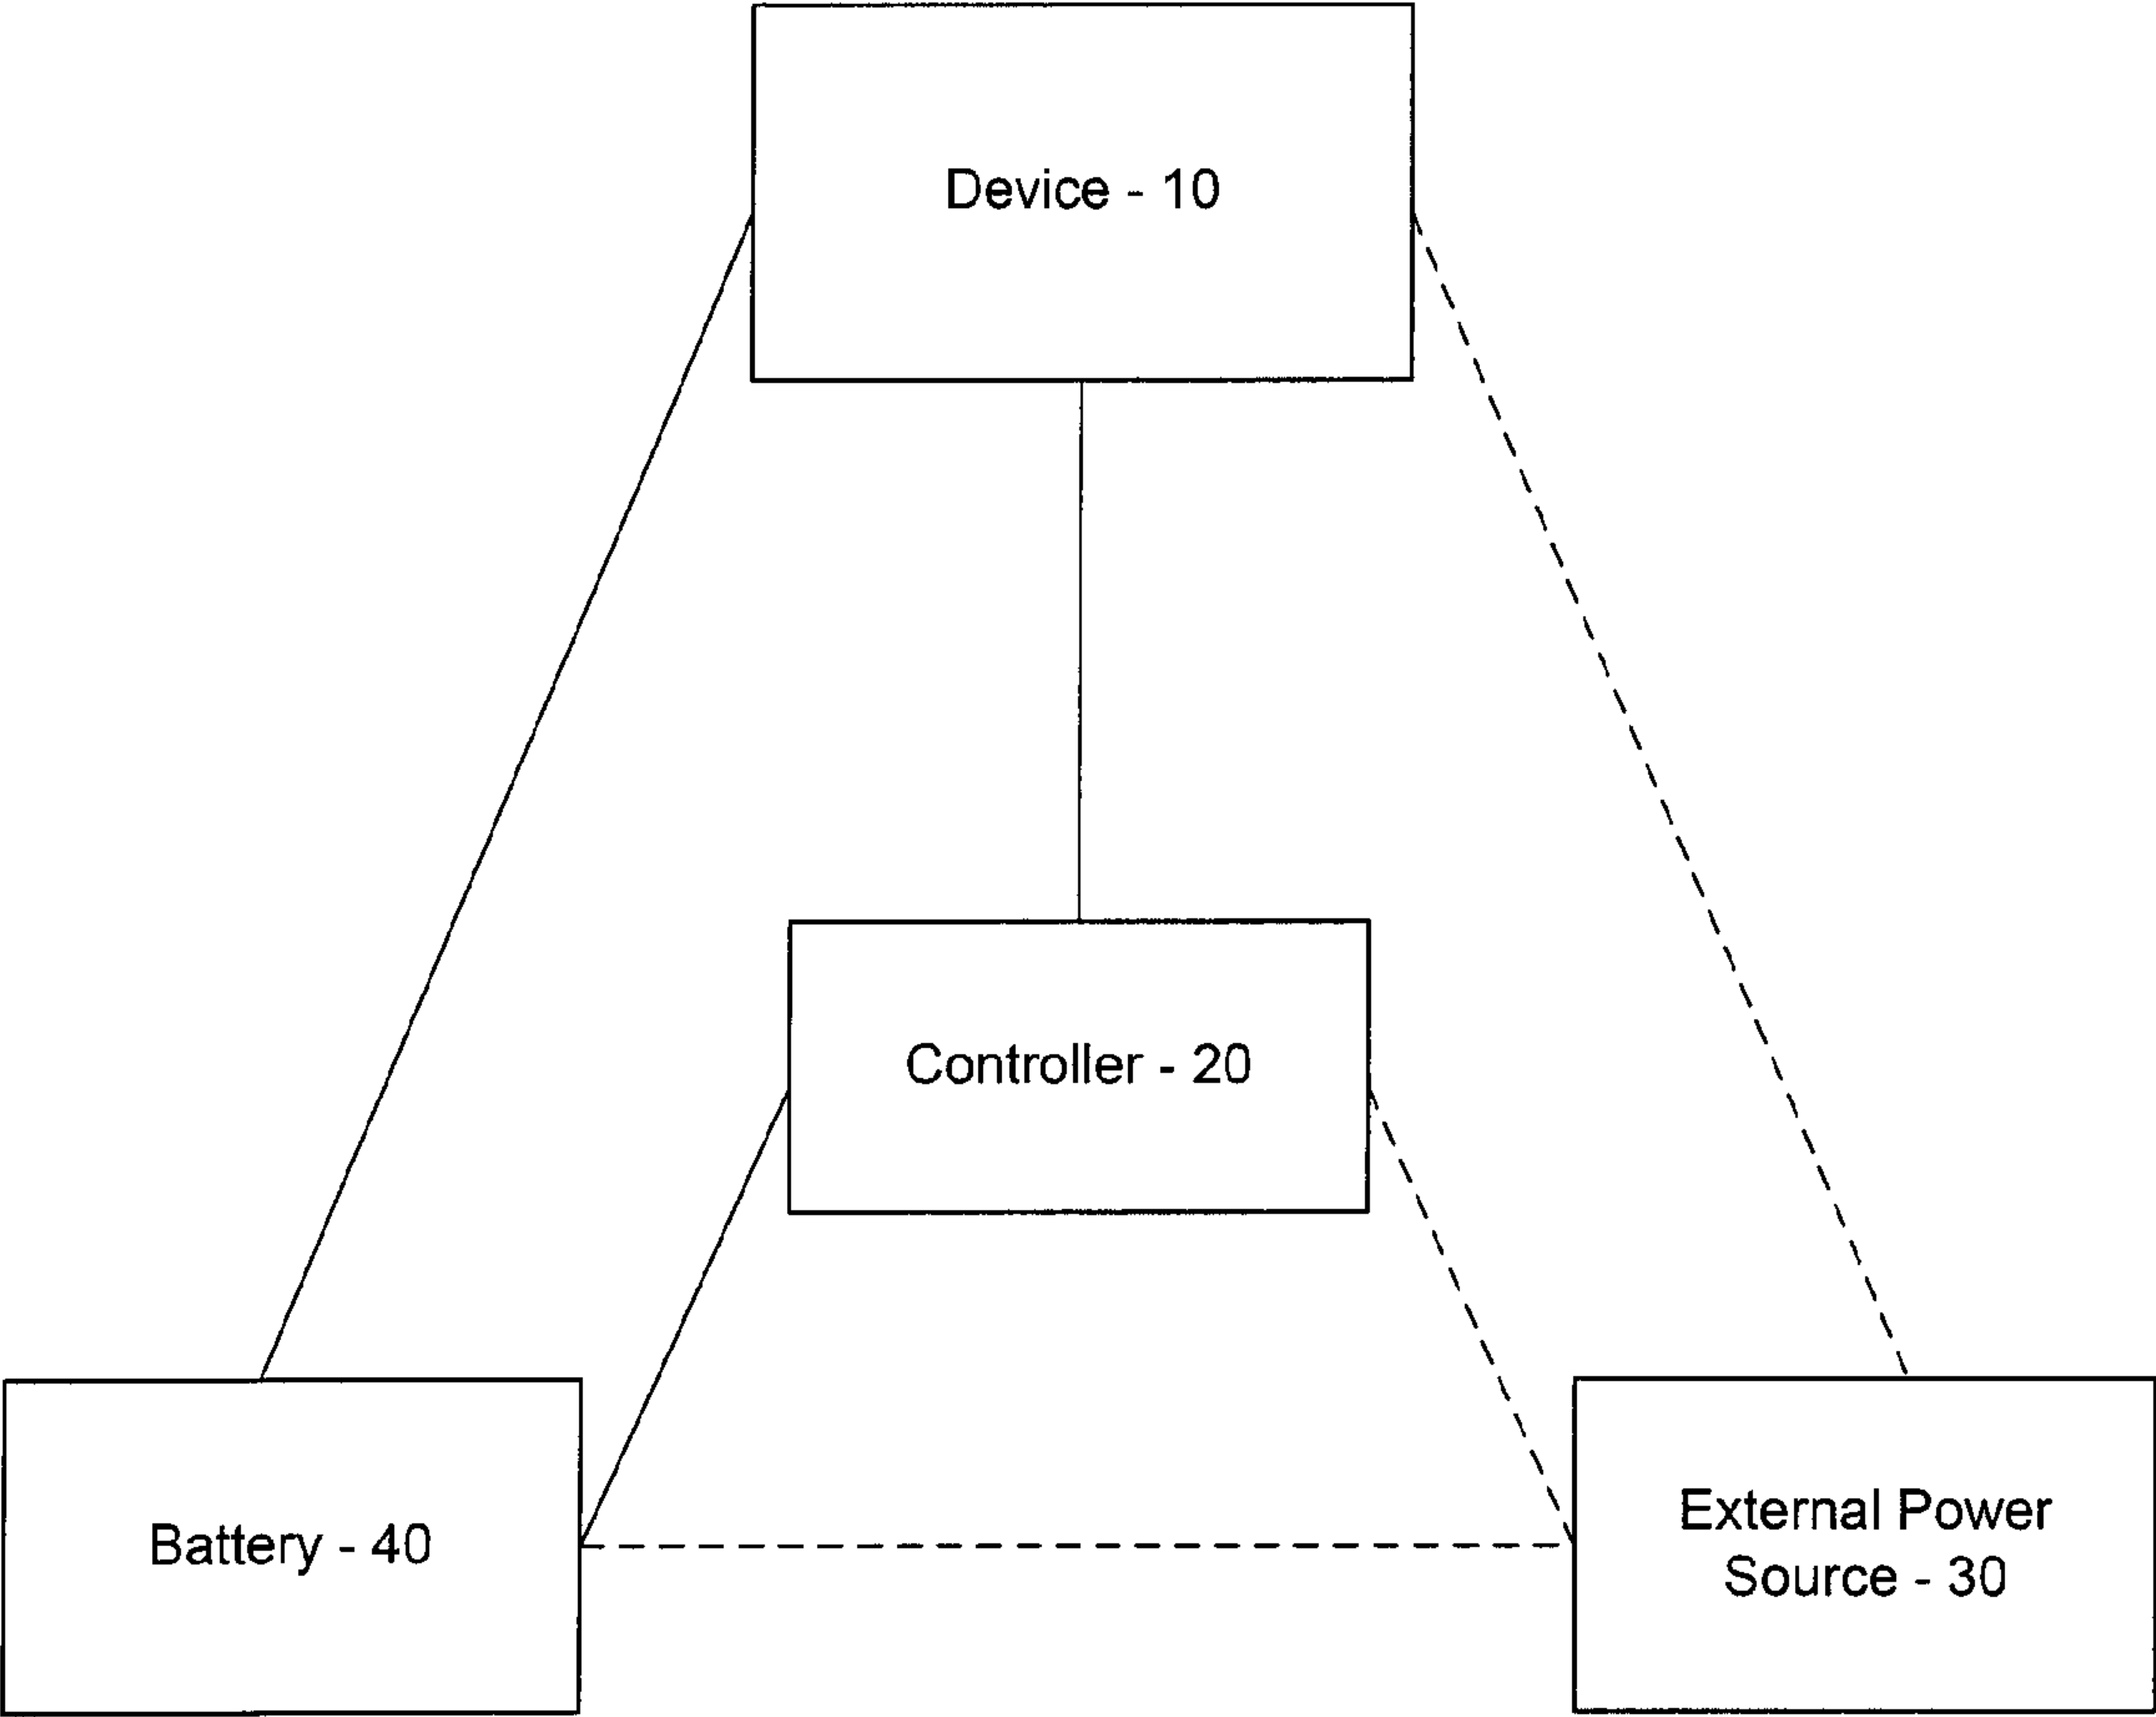 Device - 10
Controller - 20
Battery - 40
External Power
Source - 30